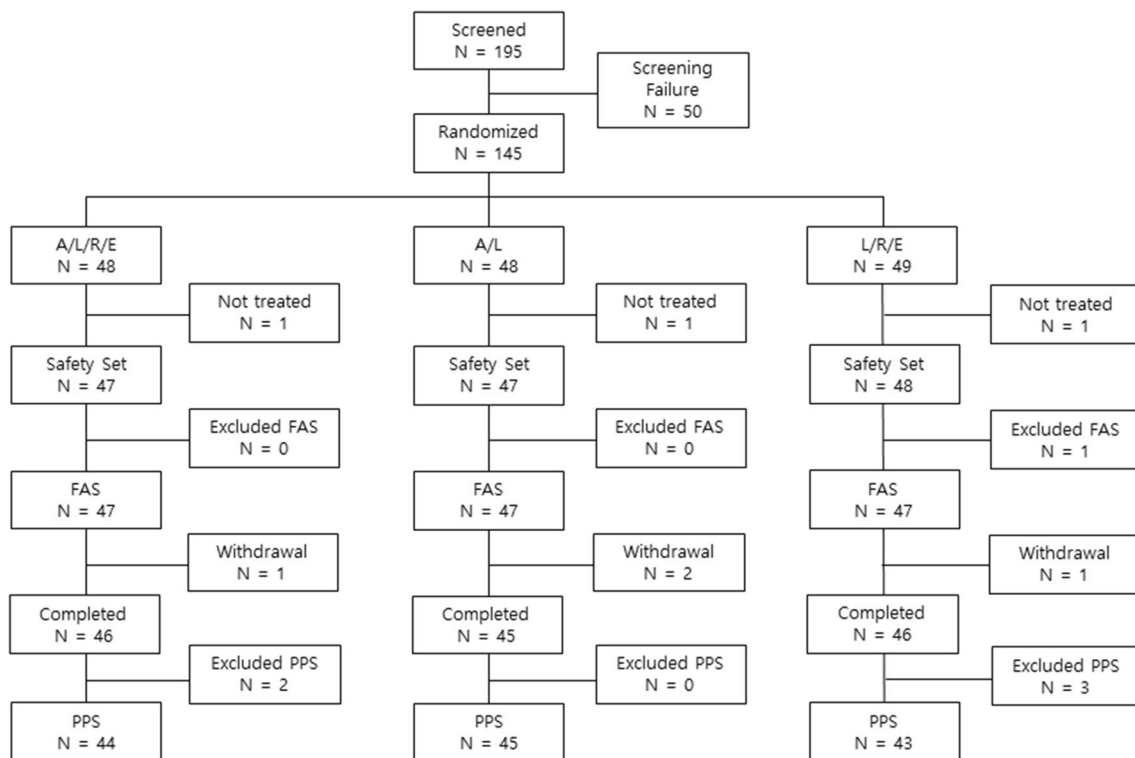 Screened
N = 195
Screening
Failure
N = 50
Randomized
N = 145
A/L/R/E
N = 48
A/L
N = 48
L/R/E
N = 49
Not treated
N = 1
Not treated
N = 1
Not treated
N = 1
Safety Set
N = 47
Safety Set
N = 47
Safety Set
N = 48
Excluded FAS
N = 0
Excluded FAS
N = 0
Excluded FAS
N = 1
FAS
N = 47
FAS
N = 47
FAS
N = 47
Withdrawal
N = 1
Withdrawal
N = 2
Withdrawal
N = 1
Completed
N = 46
Completed
N = 45
Completed
N = 46
Excluded PPS
N = 2
Excluded PPS
N = 0
Excluded PPS
N = 3
PPS
N = 44
PPS
N = 45
PPS
N = 43